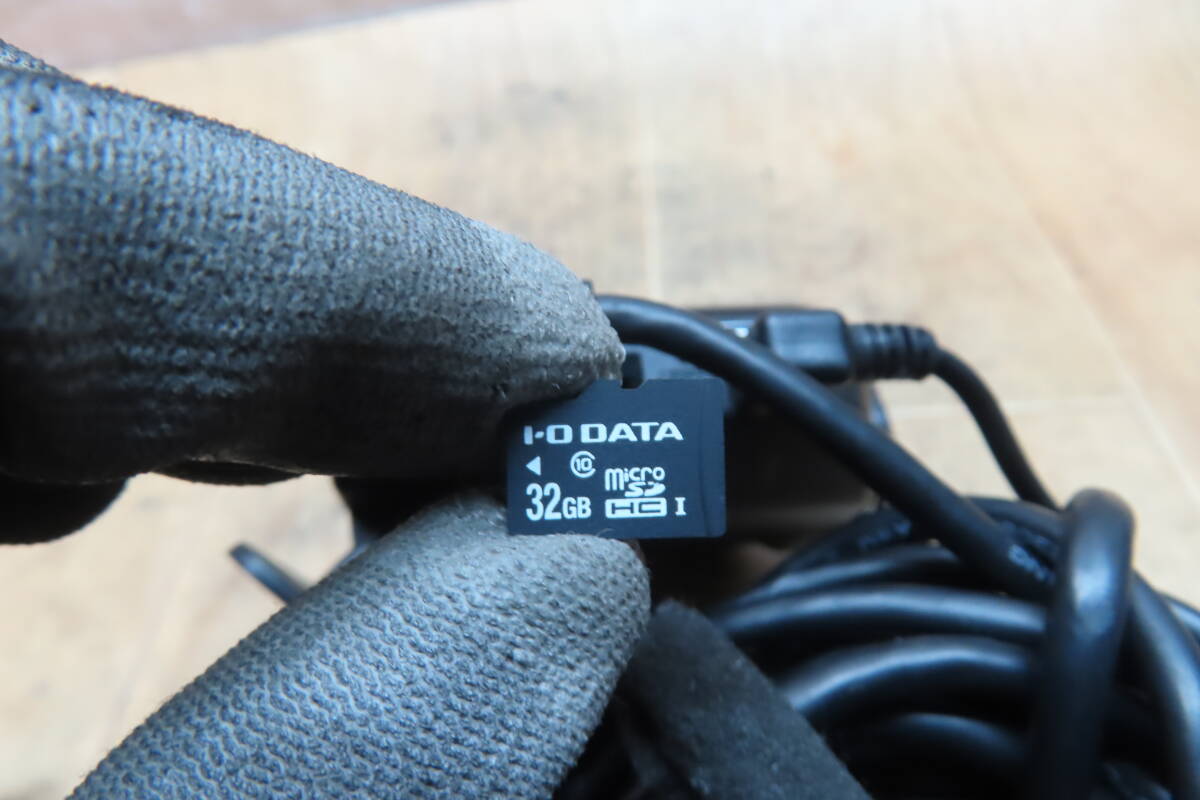 I-O DATA
◀ 10 micro
32GB SD
HC I